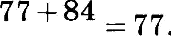 77 + 84 = 77.